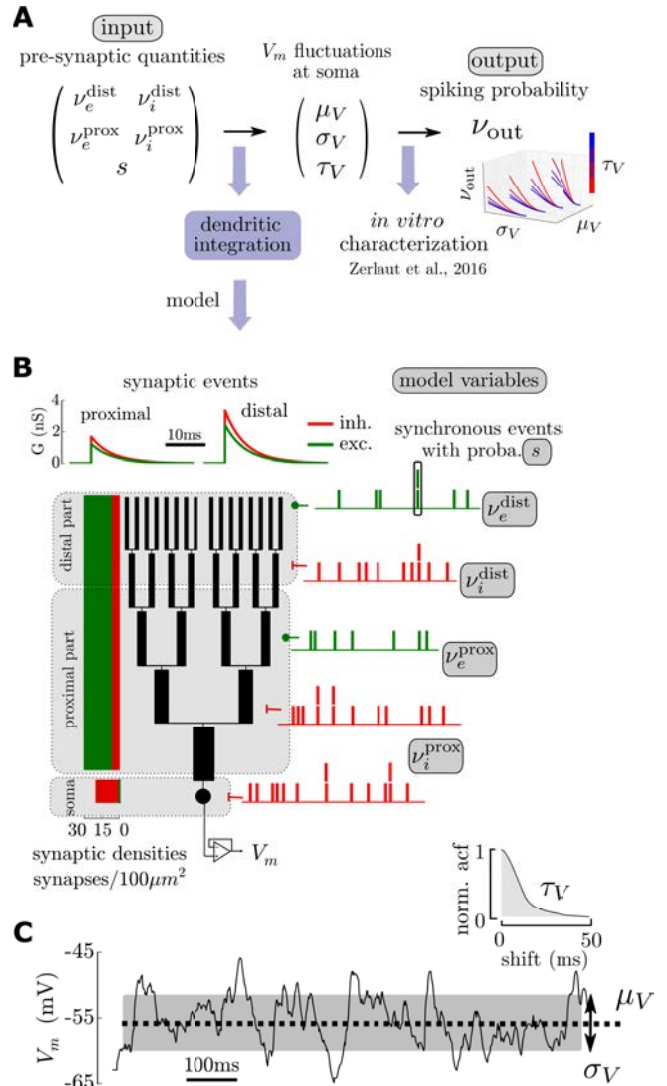 A
input
pre-synaptic quantities
ν_e^dist ν_i^dist
ν_e^prox ν_i^prox
s
V_m fluctuations
at soma
μ_V
σ_V
τ_V
output
spiking probability
ν_out
ν_out
σ_V
μ_V
τ_V
dendritic
integration
in vitro
characterization
Zerlaut et al., 2016
model
B
synaptic events
model variables
G (nS)
4
2
0
proximal
10ms
distal
inh.
exc.
synchronous events
with proba. s
distal part
ν_e^dist
ν_i^dist
proximal part
ν_e^prox
ν_i^prox
soma
30 15 0
synaptic densities
synapses/100μm²
V_m
norm. acf
1
0
τ_V
0 50
shift (ms)
C
V_m (mV)
-45
-55
-65
100ms
μ_V
σ_V